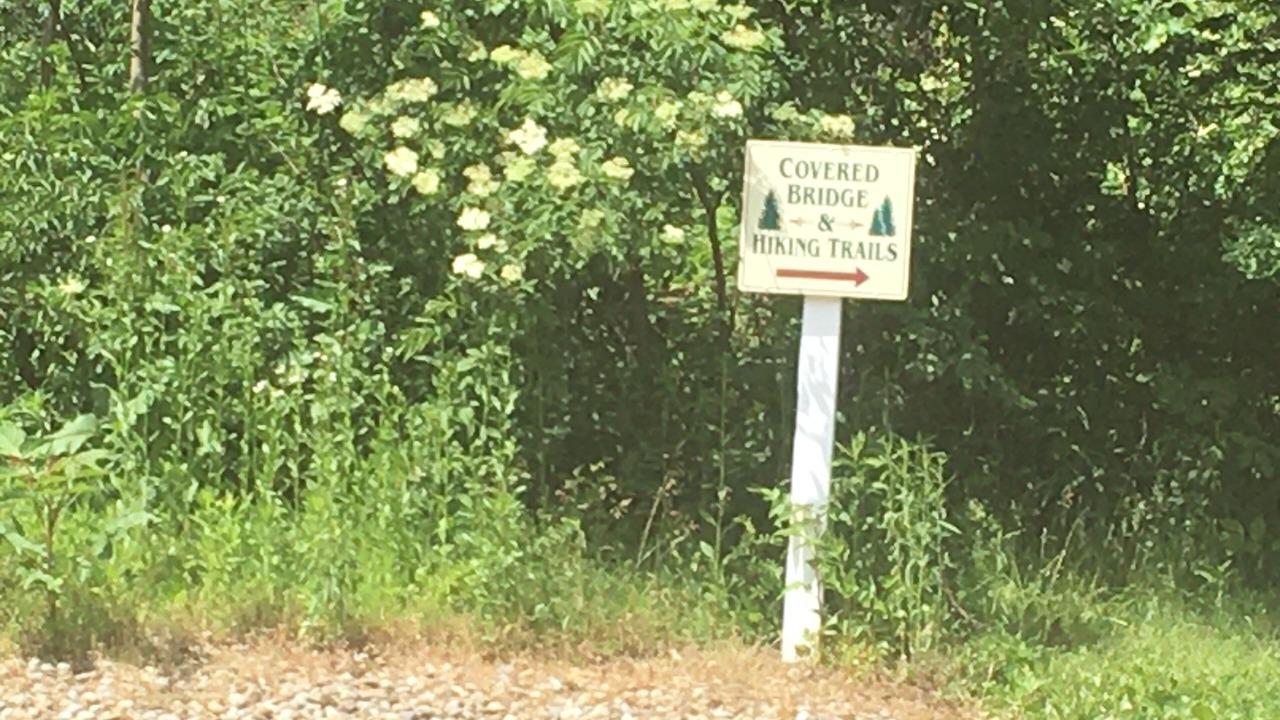 COVERED
BRIDGE
&
HIKING TRAILS